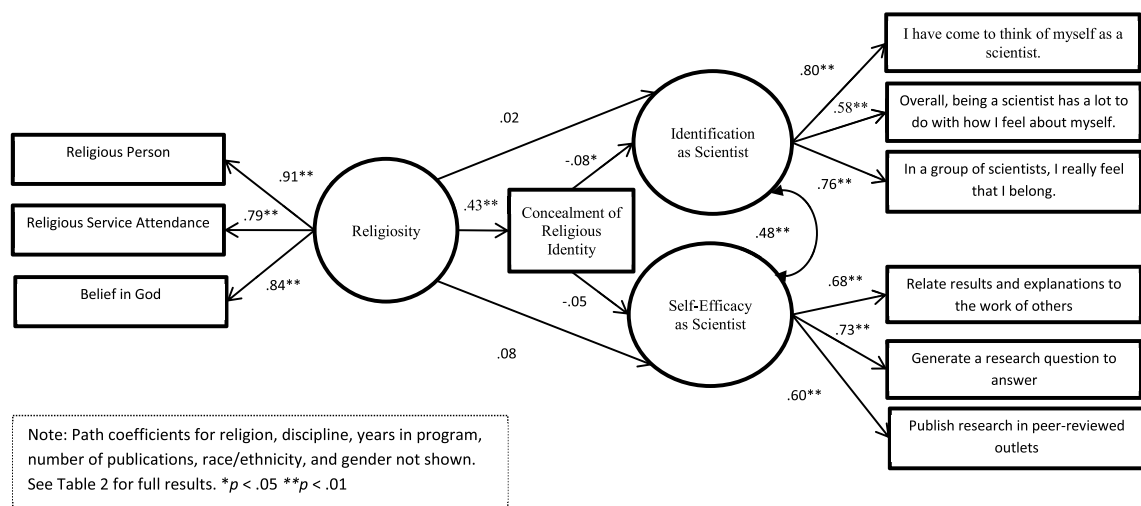 I have come to think of myself as a
scientist.
.80**
.58**
Overall, being a scientist has a lot to
do with how I feel about myself.
.02
Identification
as Scientist
Religious Person
-.08*
In a group of scientists, I really feel
that I belong.
.76**
.91**
.79**
Religious Service Attendance
Religiosity
.43**
Concealment of
Religious
Identity
.48**
.84**
Belief in God
-.05
Self-Efficacy
as Scientist
.68**
Relate results and explanations to
the work of others
.73**
.08
Generate a research question to
answer
.60**
Publish research in peer-reviewed
outlets
Note: Path coefficients for religion, discipline, years in program,
number of publications, race/ethnicity, and gender not shown.
See Table 2 for full results. *p < .05 **p < .01